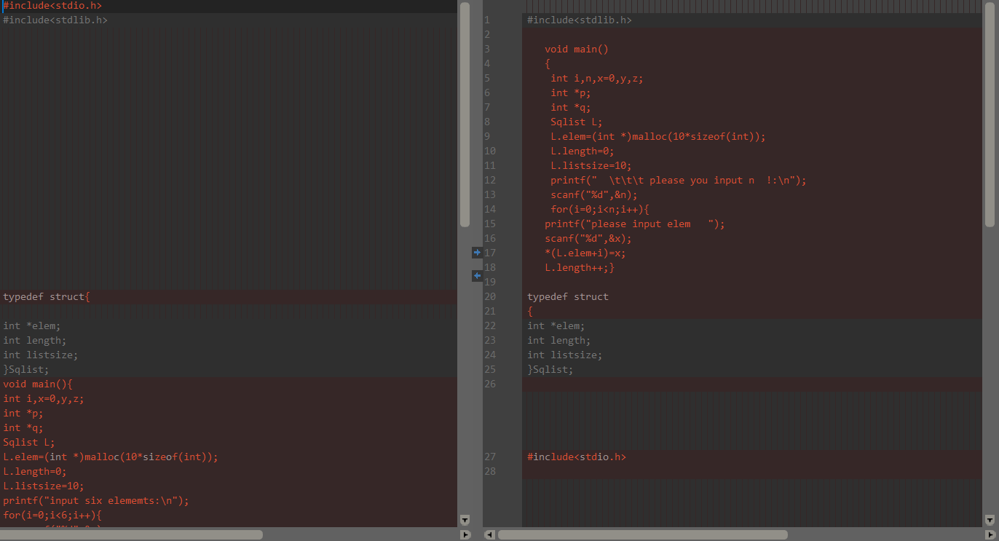 #include<stdio.h>
#include<stdlib.h>
typedef struct{
int *elem;
int length;
int listsize;
}Sqlist;
void main(){
int i,x=0,y,z;
int *p;
int *q;
Sqlist L;
L.elem=(int *)malloc(10*sizeof(int));
L.length=0;
L.listsize=10;
printf("input six elememts:\n");
for(i=0;i<6;i++){
1 #include<stdlib.h>
2
3 void main()
4 {
5 int i,n,x=0,y,z;
6 int *p;
7 int *q;
8 Sqlist L;
9 L.elem=(int *)malloc(10*sizeof(int));
10 L.length=0;
11 L.listsize=10;
12 printf("  \t\t\t please you input n  !:\n");
13 scanf("%d",&n);
14 for(i=0;i<n;i++){
15 printf("please input elem   ");
16 scanf("%d",&x);
17 *(L.elem+i)=x;
18 L.length++;}
19
20 typedef struct
21 {
22 int *elem;
23 int length;
24 int listsize;
25 }Sqlist;
26
27 #include<stdio.h>
28